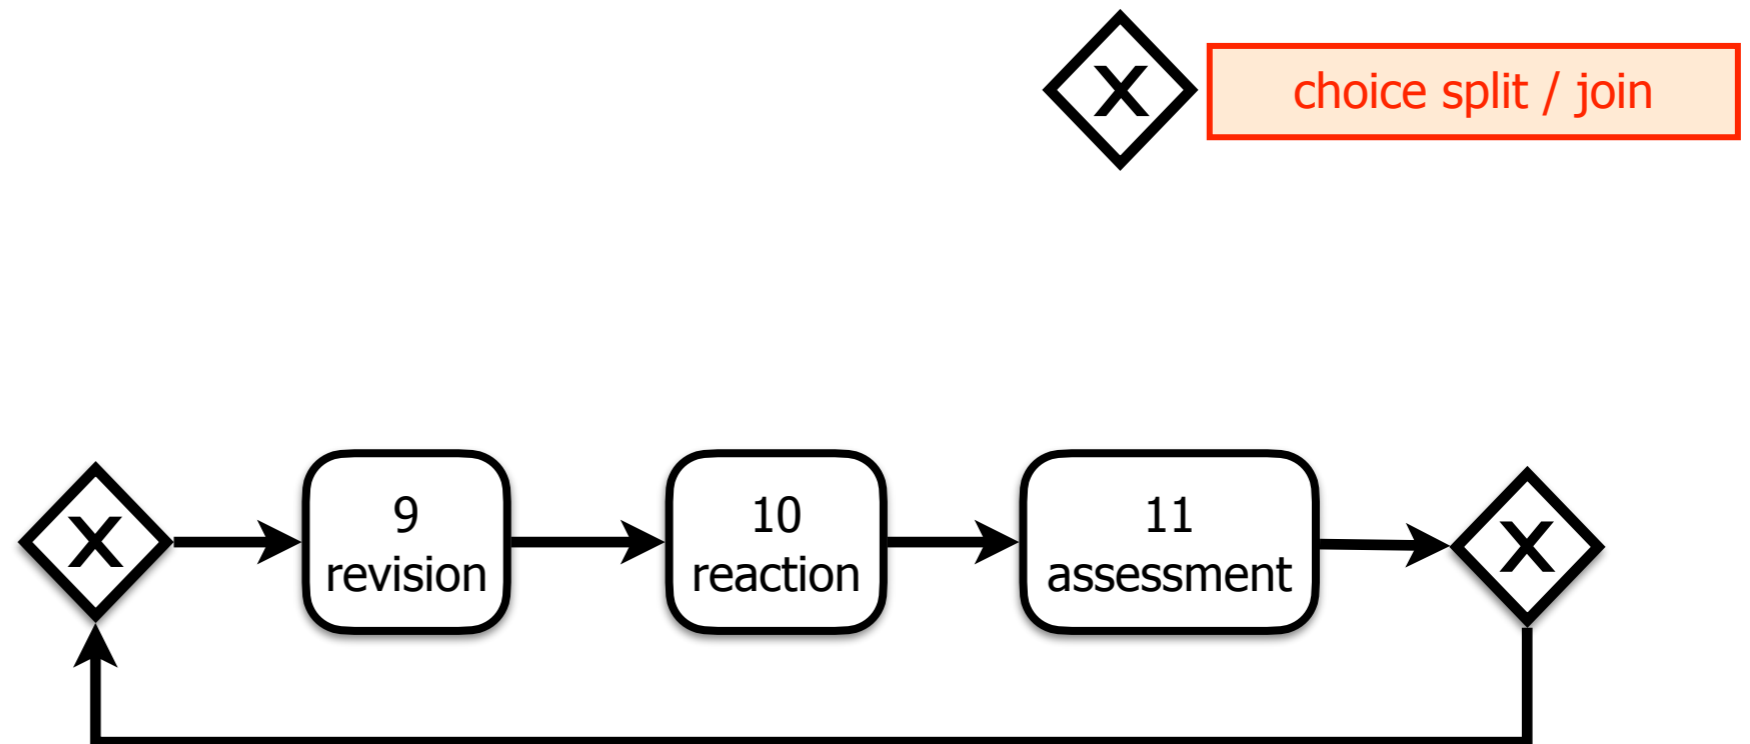 X
choice split / join
X
9
revision
10
reaction
11
assessment
X